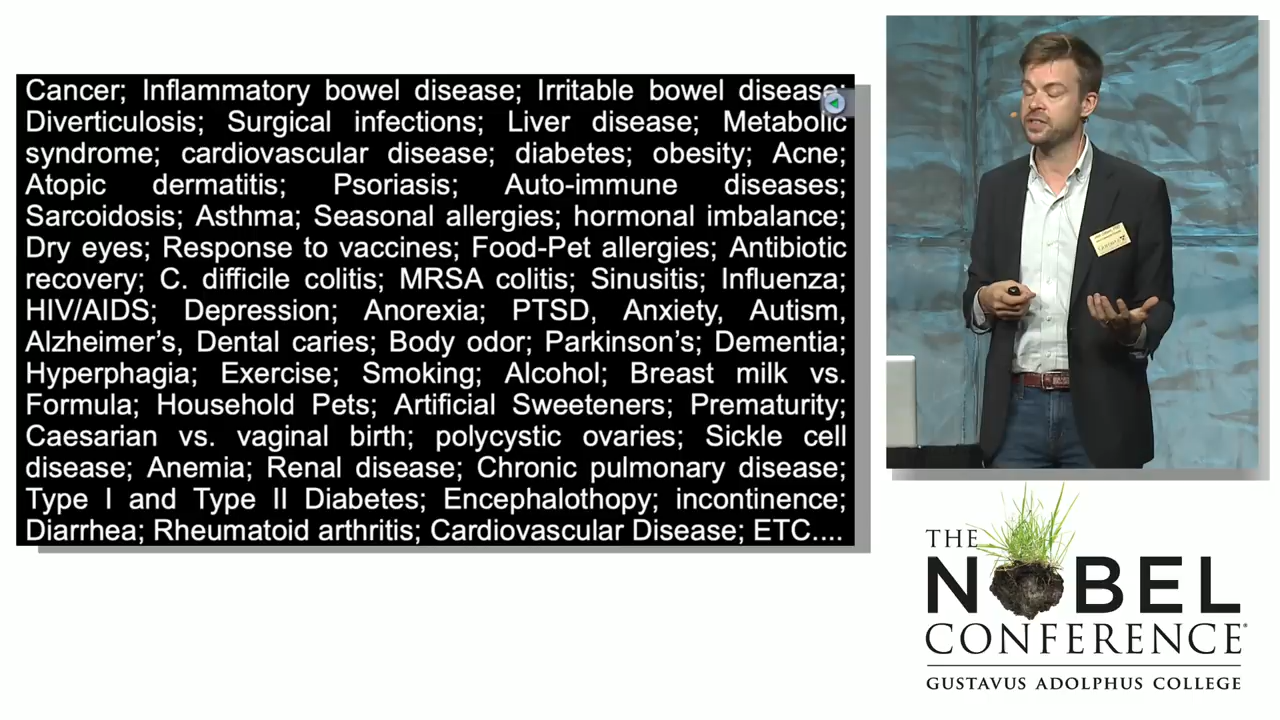 Cancer; Inflammatory bowel disease; Irritable bowel disease;
Diverticulosis; Surgical infections; Liver disease; Metabolic
syndrome; cardiovascular disease; diabetes; obesity; Acne;
Atopic dermatitis; Psoriasis; Auto-immune diseases;
Sarcoidosis; Asthma; Seasonal allergies; hormonal imbalance;
Dry eyes; Response to vaccines; Food-Pet allergies; Antibiotic
recovery; C. difficile colitis; MRSA colitis; Sinusitis; Influenza;
HIV/AIDS; Depression; Anorexia; PTSD, Anxiety, Autism,
Alzheimer's, Dental caries; Body odor; Parkinson's; Dementia;
Hyperphagia; Exercise; Smoking; Alcohol; Breast milk vs.
Formula; Household Pets; Artificial Sweeteners; Prematurity;
Caesarian vs. vaginal birth; polycystic ovaries; Sickle cell
disease; Anemia; Renal disease; Chronic pulmonary disease;
Type I and Type II Diabetes; Encephalothopy; incontinence;
Diarrhea; Rheumatoid arthritis; Cardiovascular Disease; ETC....
THE
NOBEL
CONFERENCE®
GUSTAVUS ADOLPHUS COLLEGE